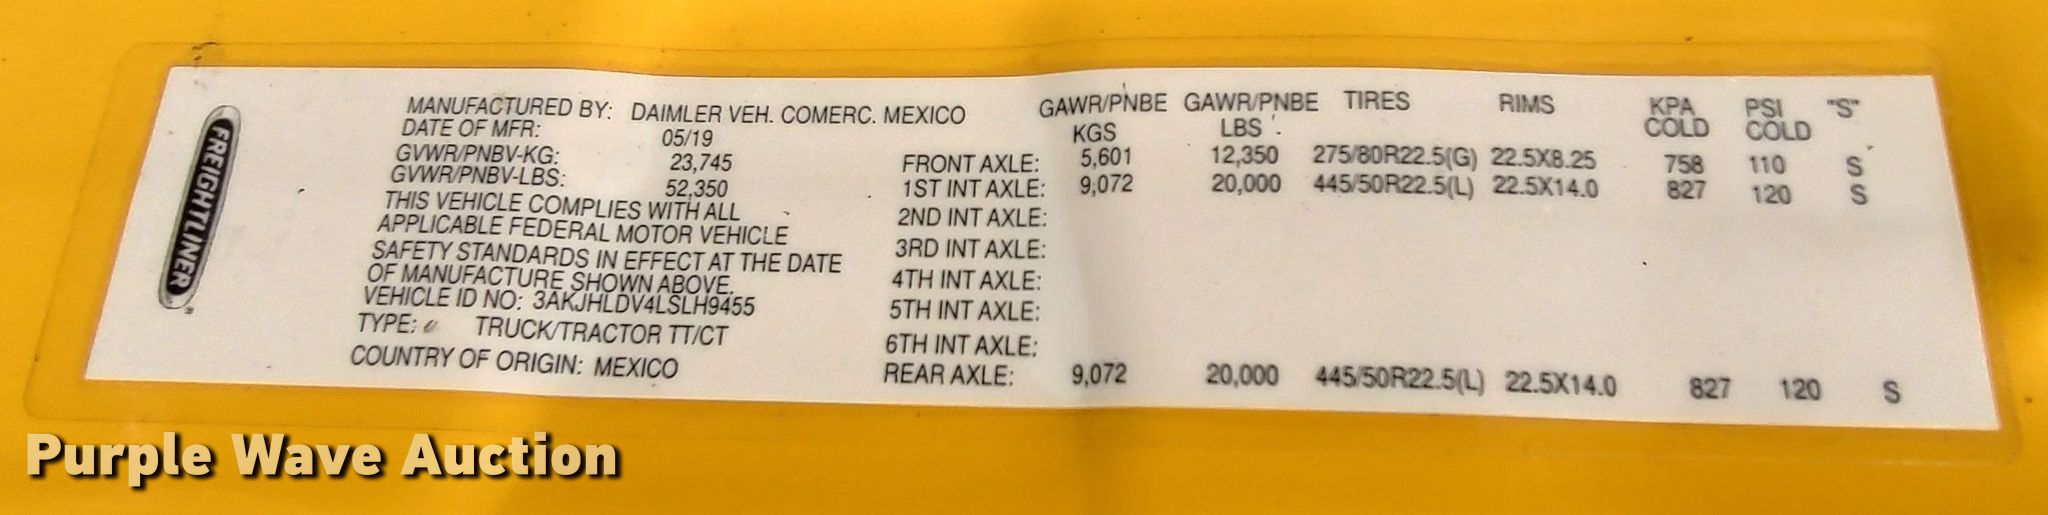 FREIGHTLINER
MANUFACTURED BY: DAIMLER VEH. COMERC. MEXICO
DATE OF MFR: 05/19
GVWR/PNBV-KG: 23,745
GVWR/PNBV-LBS: 52,350
THIS VEHICLE COMPLIES WITH ALL
APPLICABLE FEDERAL MOTOR VEHICLE
SAFETY STANDARDS IN EFFECT AT THE DATE
OF MANUFACTURE SHOWN ABOVE.
VEHICLE ID NO: 3AKJHLDV4LSLH9455
TYPE: TRUCK/TRACTOR TT/CT
COUNTRY OF ORIGIN: MEXICO
GAWR/PNBE GAWR/PNBE TIRES RIMS KPA PSI "S"
KGS LBS COLD COLD
FRONT AXLE: 5,601 12,350 275/80R22.5(G) 22.5X8.25 758 110 S
1ST INT AXLE: 9,072 20,000 445/50R22.5(L) 22.5X14.0 827 120 S
2ND INT AXLE:
3RD INT AXLE:
4TH INT AXLE:
5TH INT AXLE:
6TH INT AXLE:
REAR AXLE: 9,072 20,000 445/50R22.5(L) 22.5X14.0 827 120 S
Purple Wave Auction